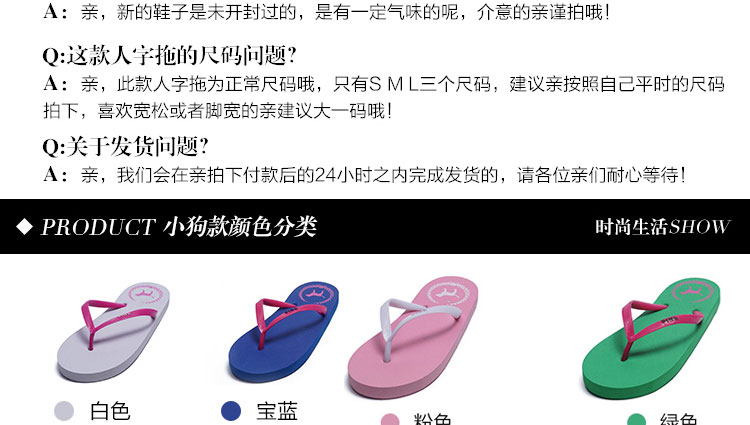 A：亲，新的鞋子是未开封过的，是有一定气味的呢，介意的亲谨拍哦！
Q:这款人字拖的尺码问题？
A：亲，此款人字拖为正常尺码哦，只有S M L三个尺码，建议亲按照自己平时的尺码
拍下，喜欢宽松或者脚宽的亲建议大一码哦！
Q:关于发货问题？
A：亲，我们会在亲拍下付款后的24小时之内完成发货的，请各位亲们耐心等待！
◆ PRODUCT 小狗款颜色分类
时尚生活SHOW
白色
宝蓝
粉色
绿色